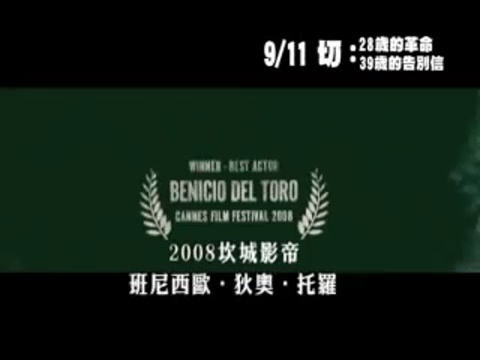 9/11 切:28歲的革命
39歲的告別信
WINNER - BEST ACTOR
BENICIO DEL TORO
CANNES FILM FESTIVAL 2008
2008坎城影帝
班尼西歐·狄奧·托羅